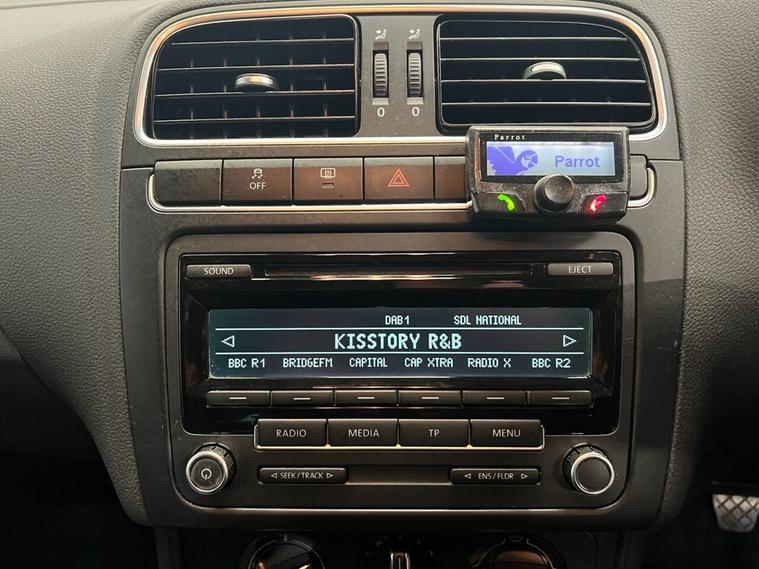 0 0
Parrot
Parrot
OFF
SOUND
EJECT
DAB1 SDL NATIONAL
KISSTORY R&B
BBC R1 BRIDGEFM CAPITAL CAP XTRA RADIO X BBC R2
RADIO MEDIA TP MENU
SEEK / TRACK ENS / FLDR